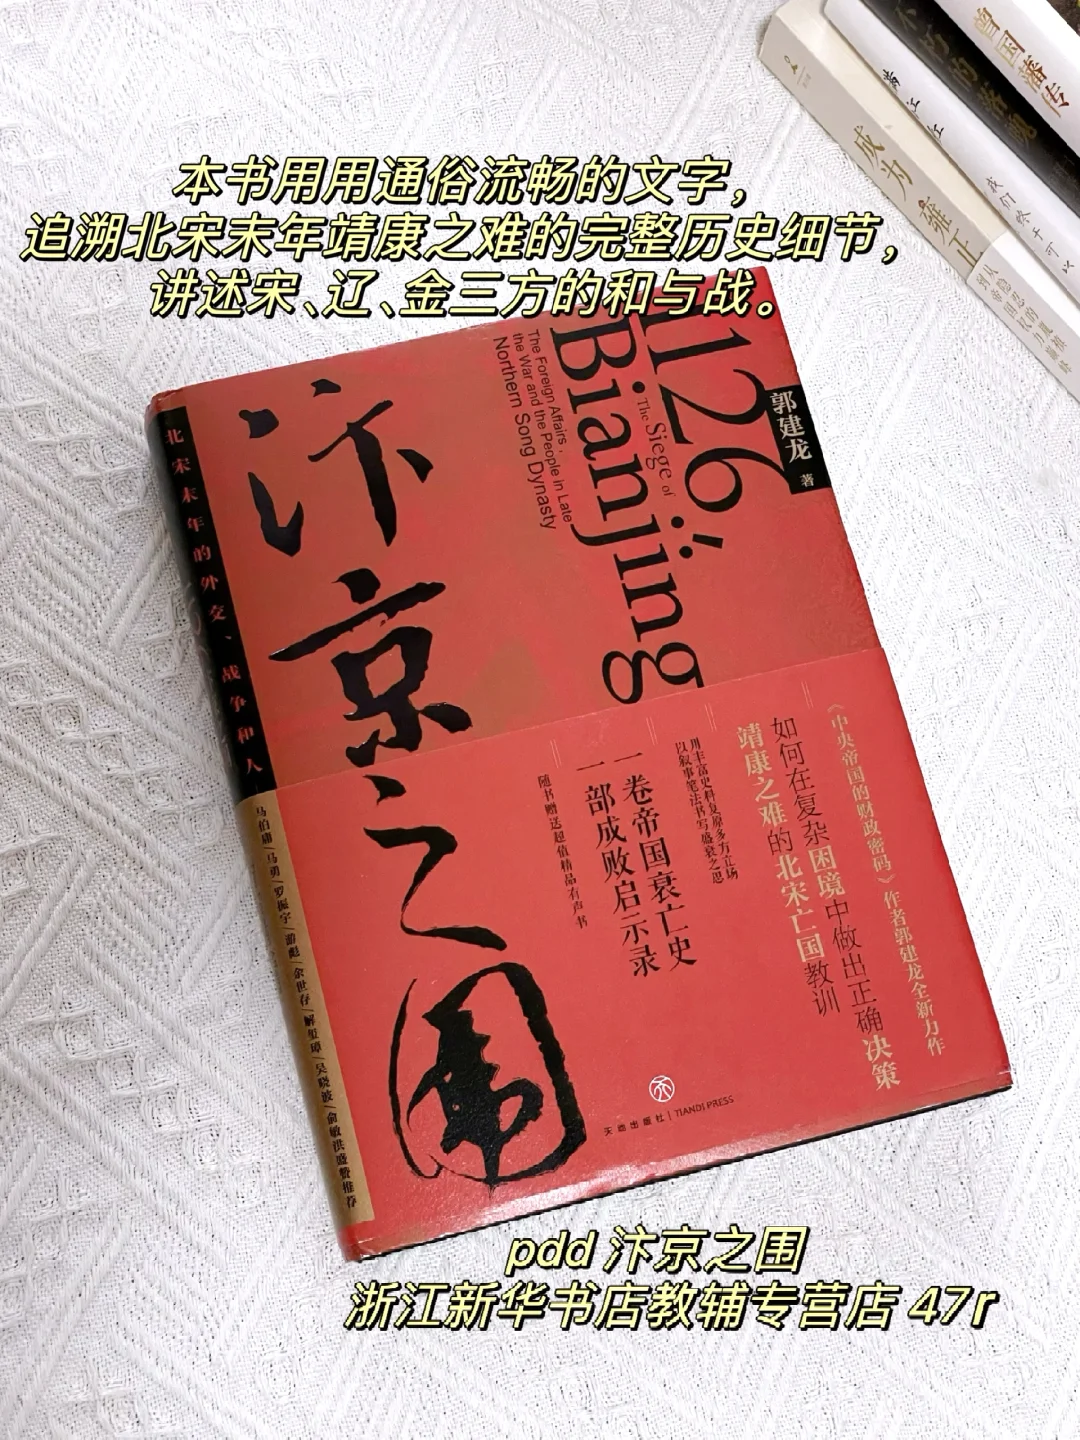 本书用用通俗流畅的文字，
追溯北宋末年靖康之难的完整历史细节，
讲述宋、辽、金三方的和与战。
曾国藩传
成为雍正
汴京之围
1126
The Siege of
Bianjing
The Foreign Affairs,
the War and the People in Late
Northern Song Dynasty
郭建龙 著
北宋末年的外交、战争和人
《中央帝国的财政密码》作者郭建龙全新力作
如何在复杂困境中做出正确决策
靖康之难的北宋亡国教训
用丰富史料复原多方立场
以叙事笔法书写盛衰之思
一卷帝国衰亡史
一部成败启示录
随书赠送超值精品有声书
马伯庸/马勇/罗振宇/游彪/余世存/解玺璋/吴晓波/俞敏洪盛赞推荐
天地出版社 | TIANDI PRESS
pdd 汴京之围
浙江新华书店教辅专营店 47r